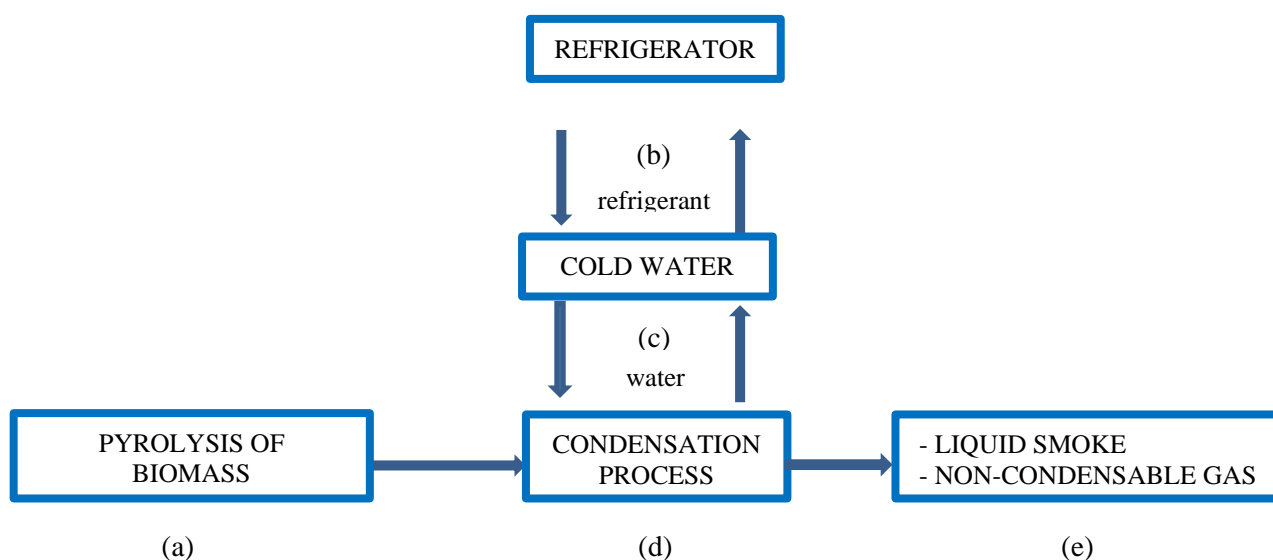 REFRIGERATOR
(b)
refrigerant
COLD WATER
(c)
water
PYROLYSIS OF
BIOMASS
CONDENSATION
PROCESS
- LIQUID SMOKE
- NON-CONDENSABLE GAS
(a)
(d)
(e)